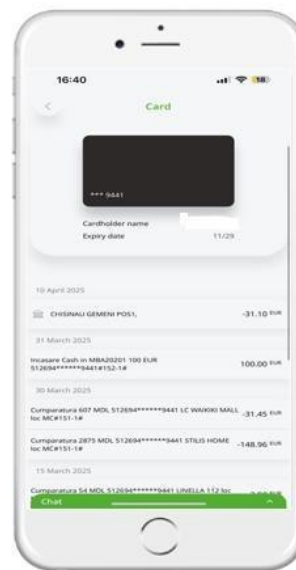 16:40
18
Card
*** 9441
Cardholder name
Expiry date 11/29
10 April 2025
CHISINAU GEMENI POS1, -31.10 EUR
31 March 2025
Incasare Cash in MBA20201 100 EUR
512694******9441#152-1# 100.00 EUR
30 March 2025
Cumparatura 607 MDL 512694******9441 LC WAIKIKI MALL
loc MC#151-1# -31.45 EUR
Cumparatura 2875 MDL 512694******9441 STILIS HOME
loc MC#151-1# -148.96 EUR
15 March 2025
Cumparatura 54 MDL 512694******9441 LINELLA 112 loc
Chat